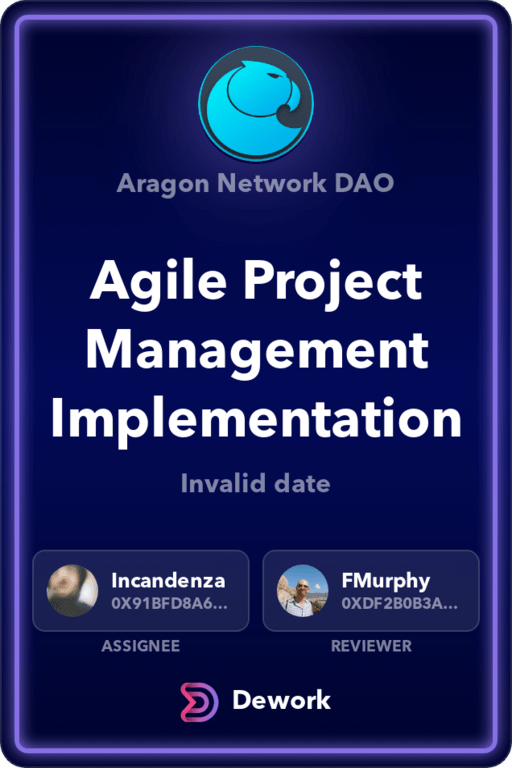 Aragon Network DAO
Agile Project
Management
Implementation
Invalid date
Incandenza
0X91BFD8A6...
ASSIGNEE
FMurphy
0XDF2B0B3A...
REVIEWER
Dework